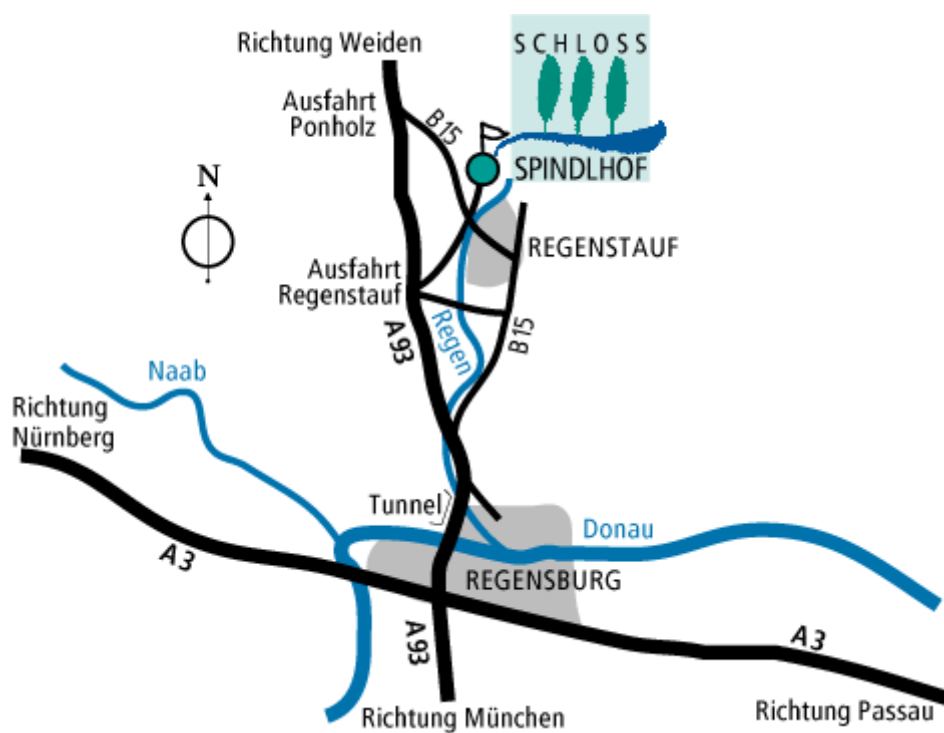 Richtung Weiden
SCHLOSS
SPINDLHOF
Ausfahrt
Ponholz
B15
N
REGENSTAUF
Ausfahrt
Regenstauf
A93
Regen
B15
Naab
Richtung
Nürnberg
Tunnel
Donau
A3
REGENSBURG
A93
A3
Richtung München
Richtung Passau